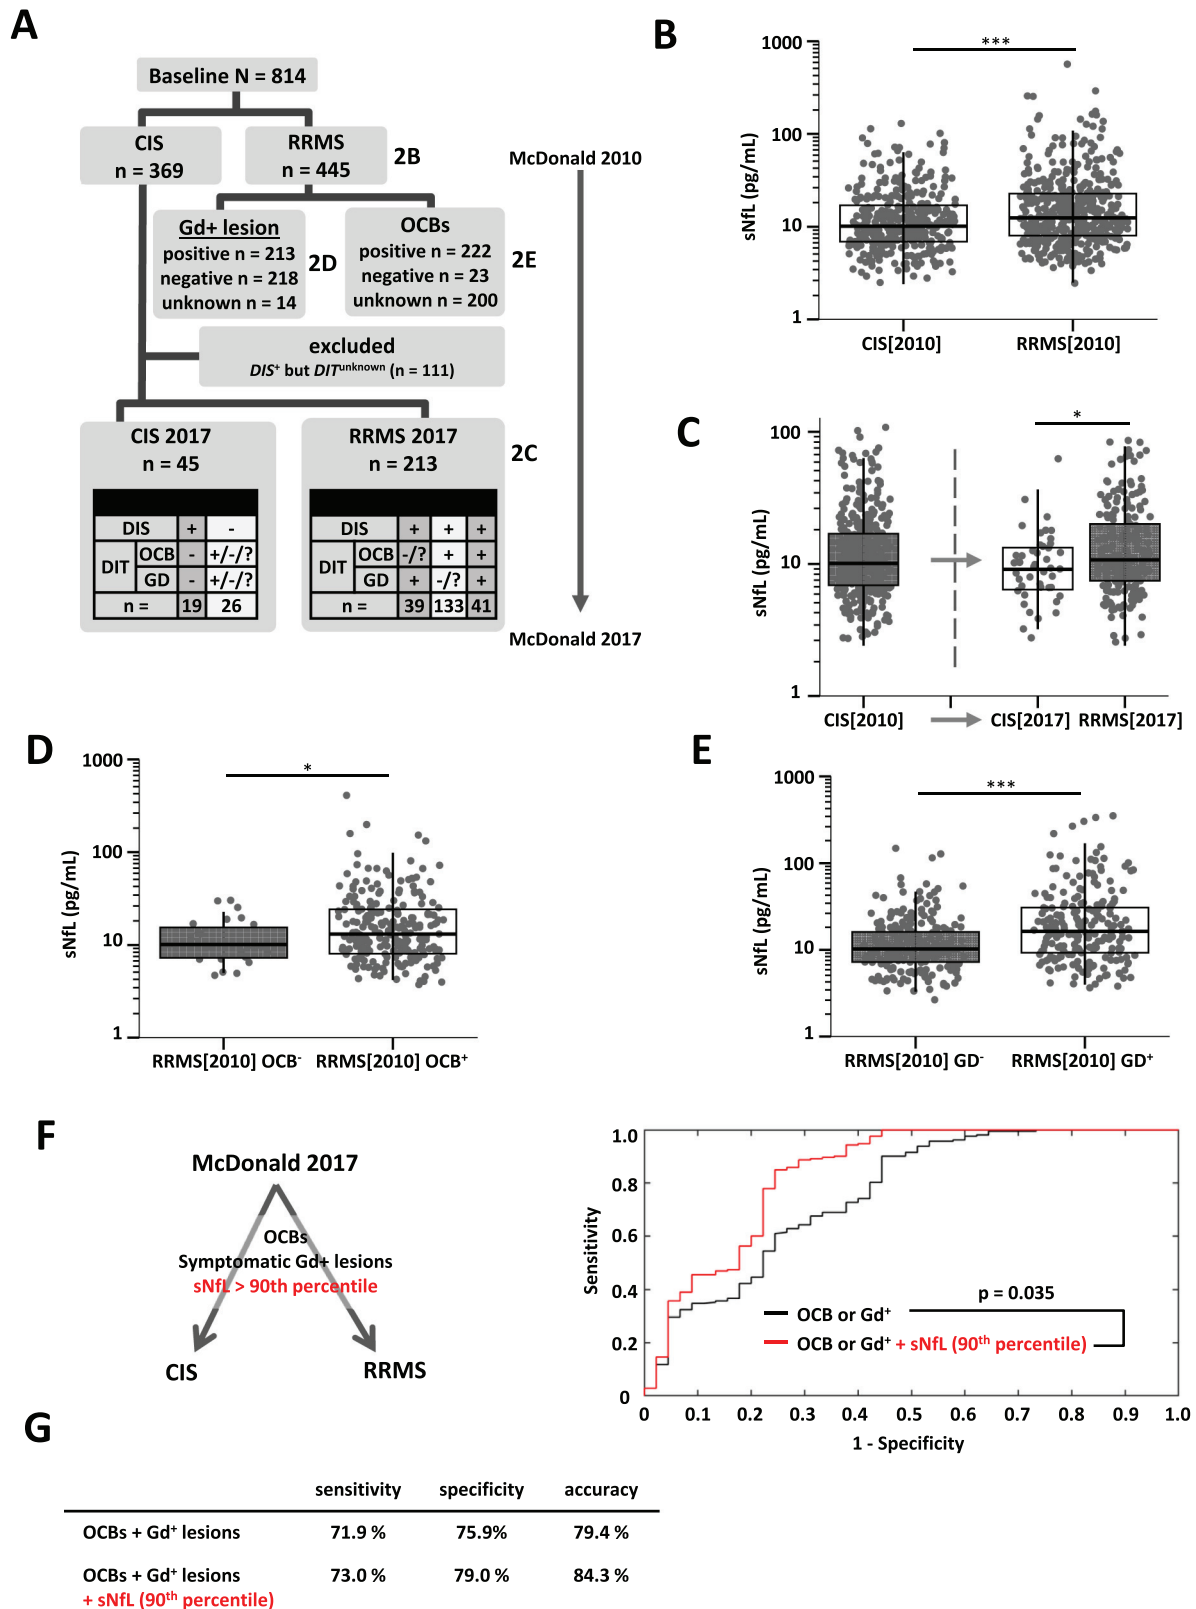 A
Baseline N = 814
CIS
n = 369
RRMS
n = 445
2B
McDonald 2010
Gd+ lesion
positive n = 213
negative n = 218
unknown n = 14
2D
OCBs
positive n = 222
negative n = 23
unknown n = 200
2E
excluded
DIS+ but DITunknown (n = 111)
CIS 2017
n = 45
RRMS 2017
n = 213
2C
DIS + -
DIT OCB - +/-/?
GD - +/-/?
n = 19 26
DIS + + +
DIT OCB -/? + +
GD + -/? +
n = 39 133 41
McDonald 2017
B
sNfL (pg/mL)
1000
100
10
1
***
CIS[2010] RRMS[2010]
C
sNfL (pg/mL)
100
10
1
*
CIS[2010] CIS[2017] RRMS[2017]
D
sNfL (pg/mL)
1000
100
10
1
*
RRMS[2010] OCB- RRMS[2010] OCB+
E
sNfL (pg/mL)
1000
100
10
1
***
RRMS[2010] GD- RRMS[2010] GD+
F
McDonald 2017
OCBs
Symptomatic Gd+ lesions
sNfL > 90th percentile
CIS
RRMS
Sensitivity
1.0
0.8
0.6
0.4
0.2
0
p = 0.035
OCB or Gd+
OCB or Gd+ + sNfL (90th percentile)
0 0.1 0.2 0.3 0.4 0.5 0.6 0.7 0.8 0.9 1.0
1 - Specificity
G
sensitivity specificity accuracy
OCBs + Gd+ lesions 71.9 % 75.9% 79.4 %
OCBs + Gd+ lesions 73.0 % 79.0 % 84.3 %
+ sNfL (90th percentile)